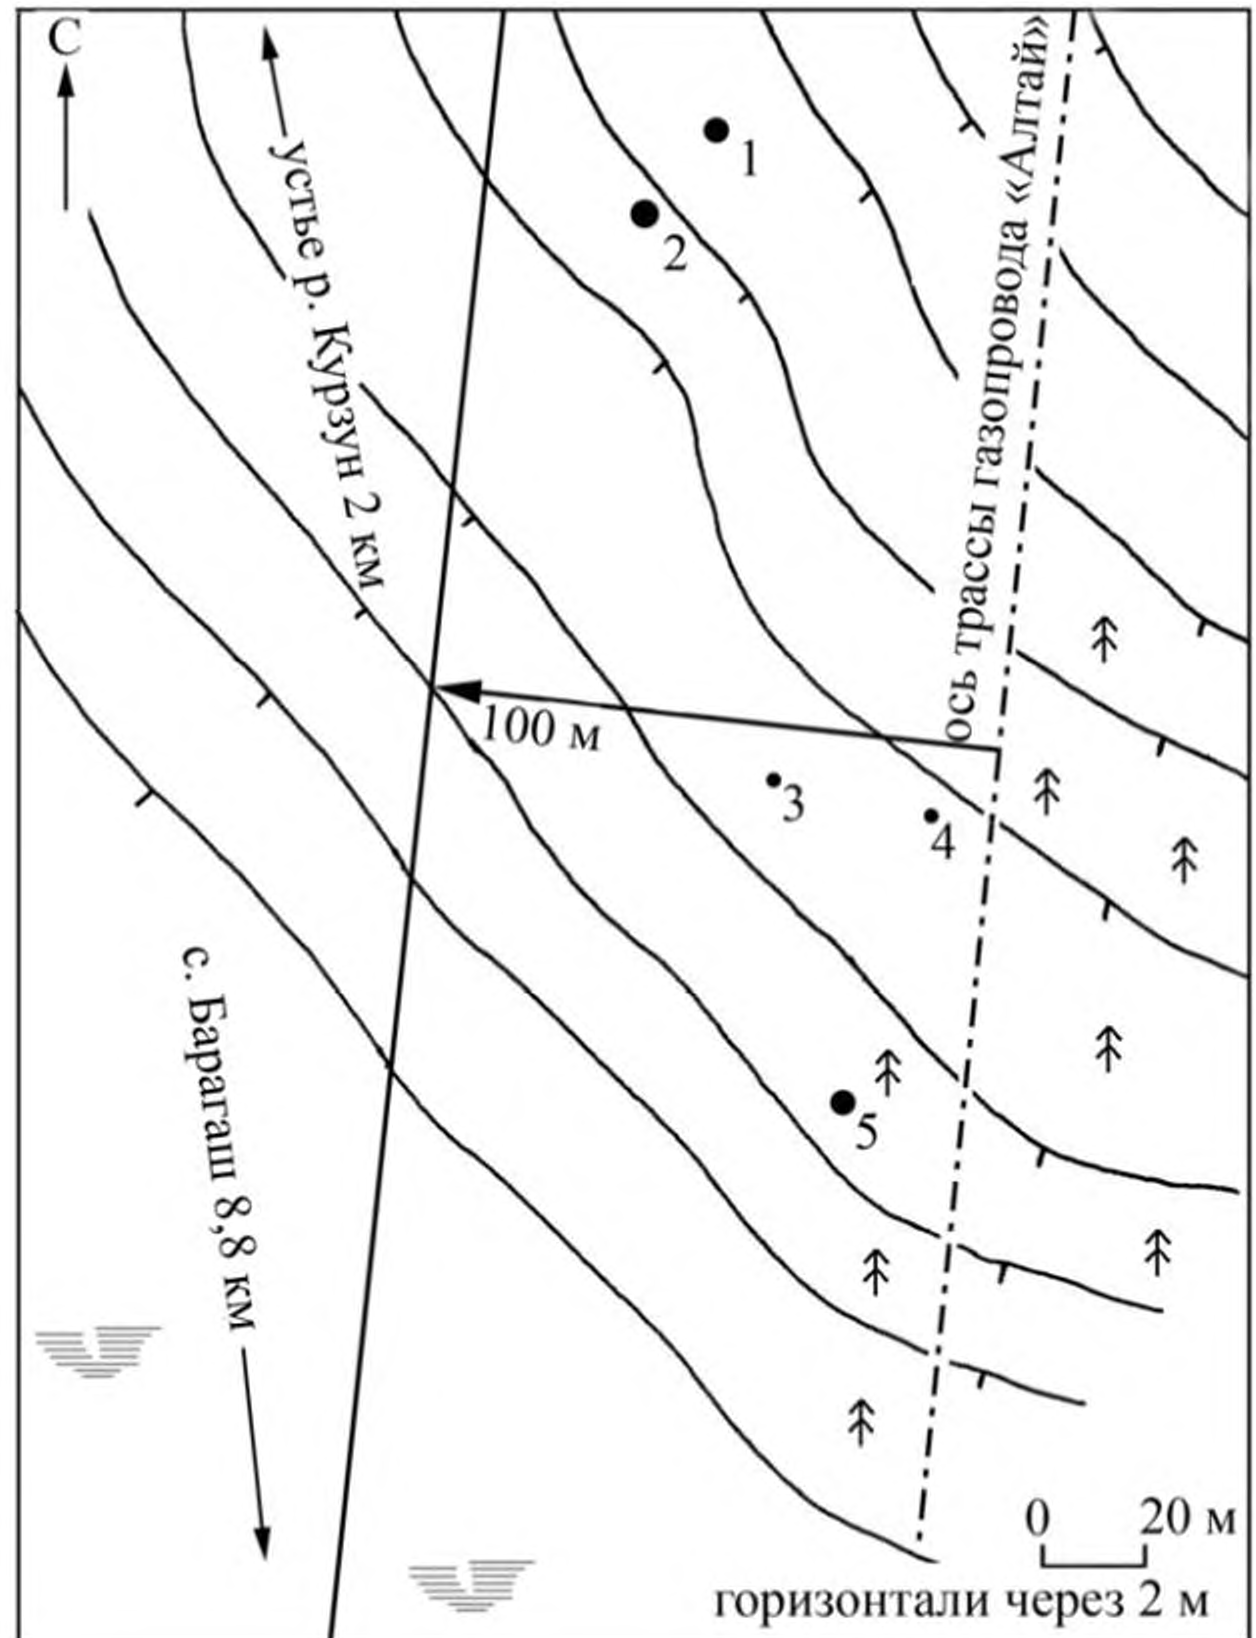 С
устье р. Курзун 2 км
ось трассы газопровода «Алтай»
1
2
100 м
3
4
5
с. Барагаш 8,8 км
0 20 м
горизонтали через 2 м